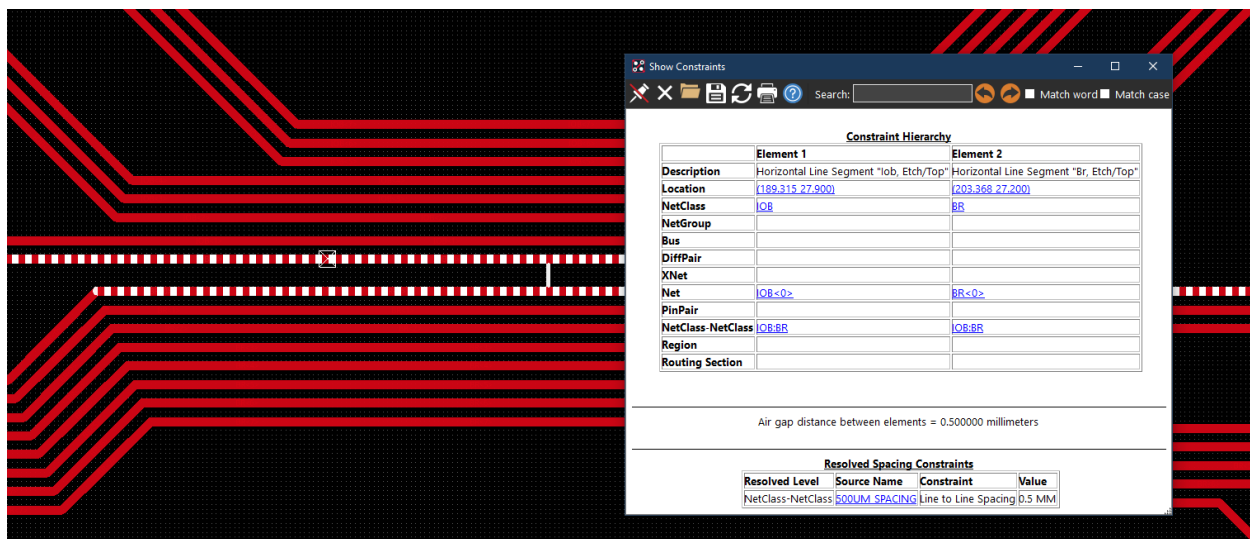 Show Constraints
Search: Match word Match case
Constraint Hierarchy
Element 1 Element 2
Description Horizontal Line Segment "Iob, Etch/Top" Horizontal Line Segment "Br, Etch/Top"
Location (189.315 27.900) (203.368 27.200)
NetClass IOB BR
NetGroup
Bus
DiffPair
XNet
Net IOB<0> BR<0>
PinPair
NetClass-NetClass IOB:BR IOB:BR
Region
Routing Section
Air gap distance between elements = 0.500000 millimeters
Resolved Spacing Constraints
Resolved Level Source Name Constraint Value
NetClass-NetClass 500UM SPACING Line to Line Spacing 0.5 MM